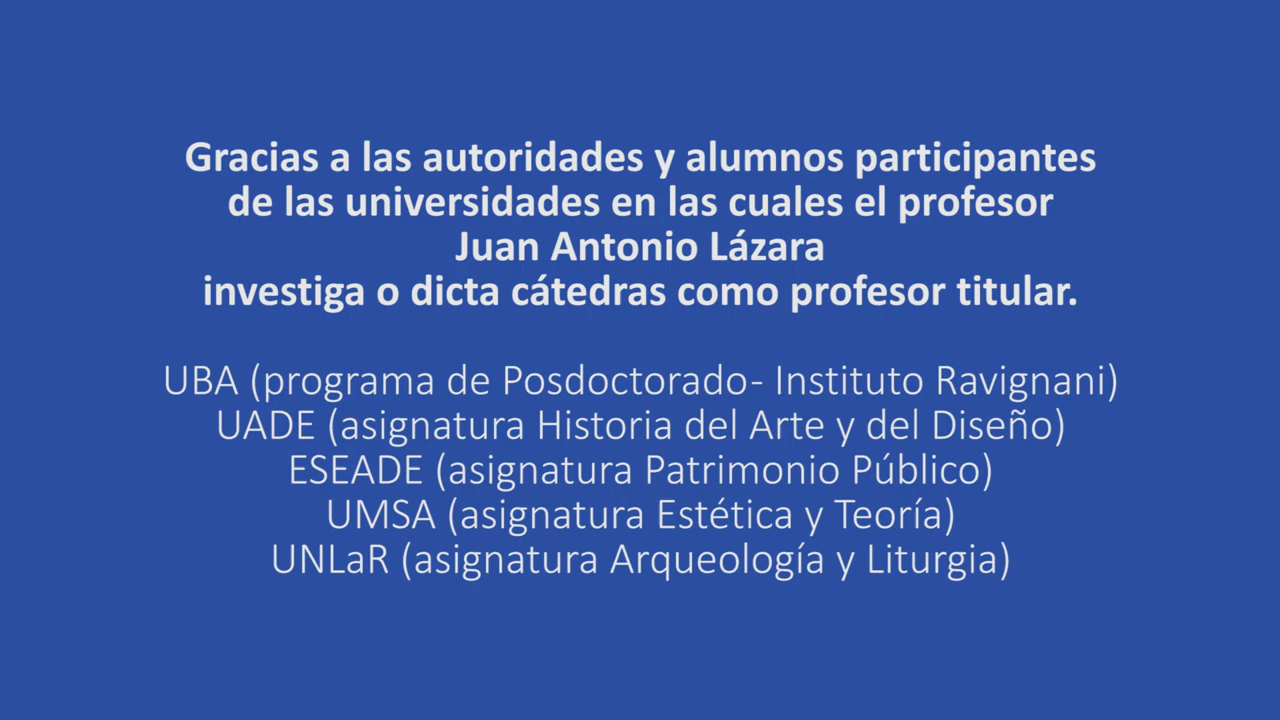 Gracias a las autoridades y alumnos participantes
de las universidades en las cuales el profesor
Juan Antonio Lázara
investiga o dicta cátedras como profesor titular.
UBA (programa de Posdoctorado- Instituto Ravignani)
UADE (asignatura Historia del Arte y del Diseño)
ESEADE (asignatura Patrimonio Público)
UMSA (asignatura Estética y Teoría)
UNLaR (asignatura Arqueología y Liturgia)